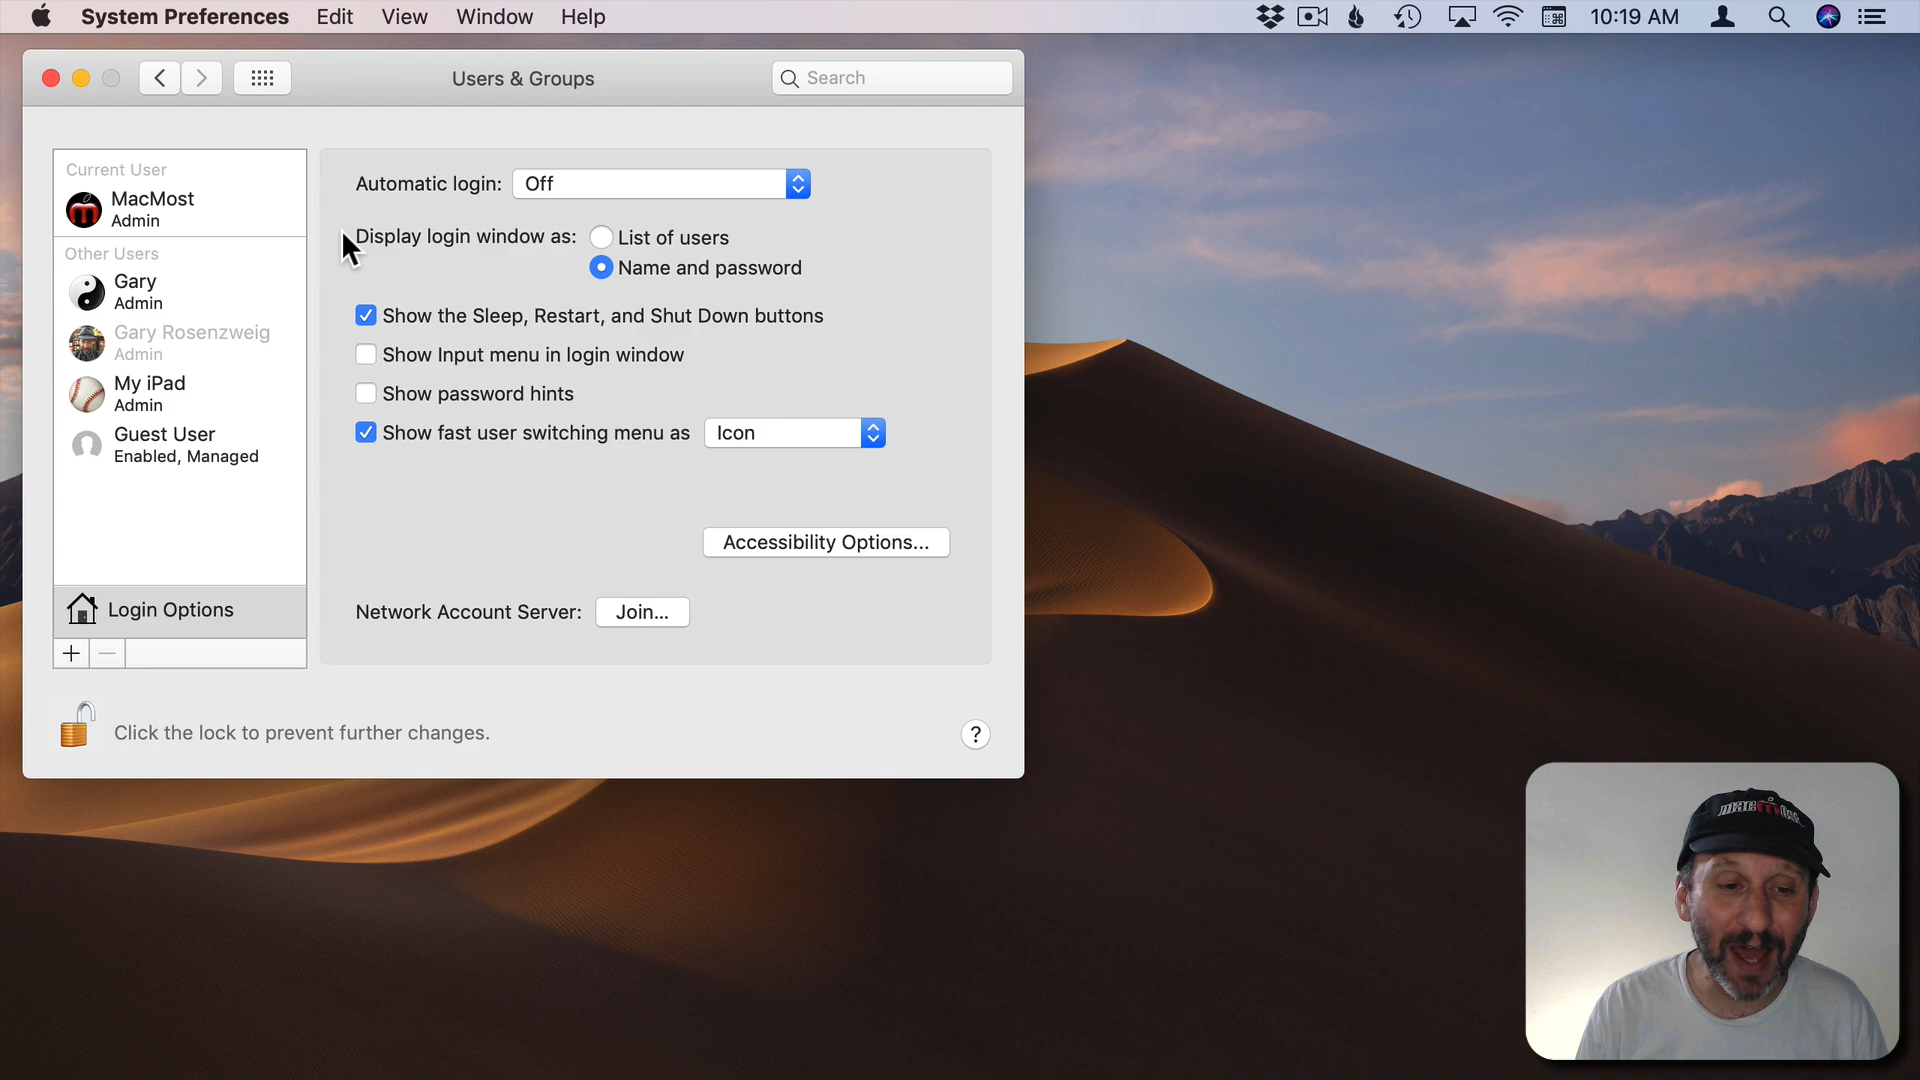 System Preferences Edit View Window Help 10:19 AM
Users & Groups Search
Current User
MacMost
Admin
Other Users
Gary
Admin
Gary Rosenzweig
Admin
My iPad
Admin
Guest User
Enabled, Managed
Login Options
Automatic login: Off
Display login window as: List of users
Name and password
Show the Sleep, Restart, and Shut Down buttons
Show Input menu in login window
Show password hints
Show fast user switching menu as Icon
Accessibility Options...
Network Account Server: Join...
Click the lock to prevent further changes. ?
macmost